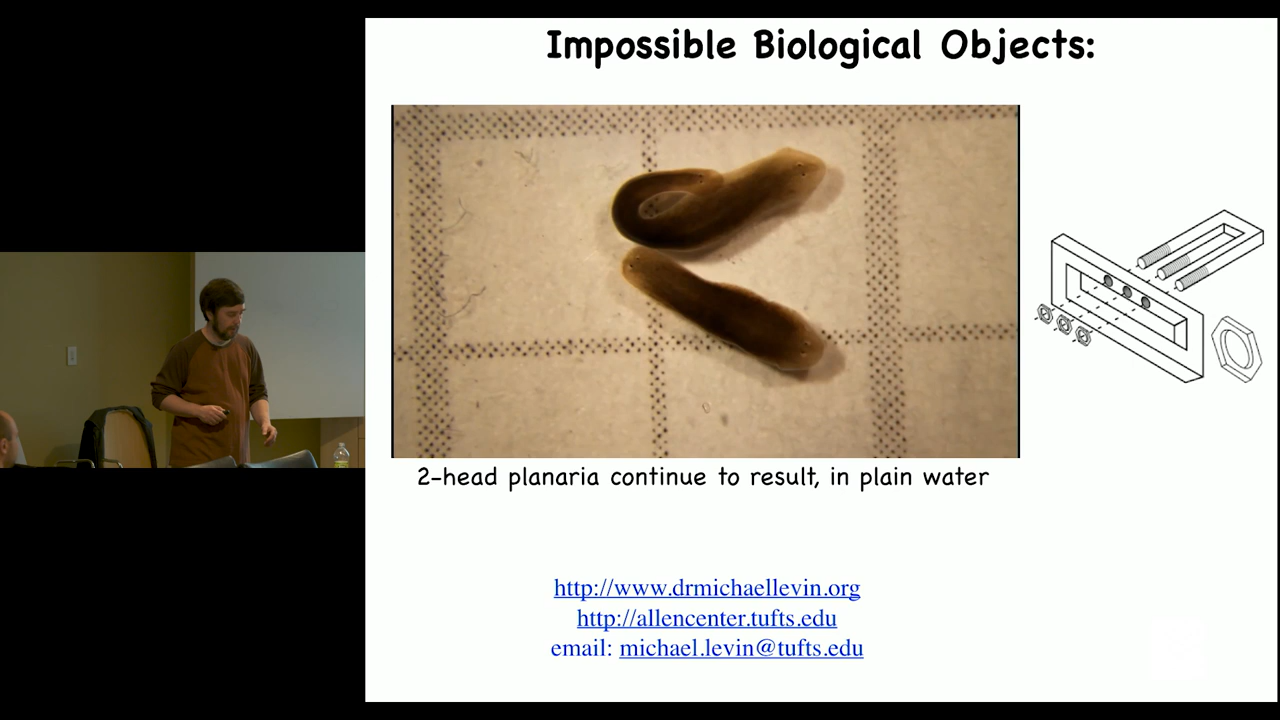 Impossible Biological Objects:
2-head planaria continue to result, in plain water
http://www.drmichaellevin.org
http://allencenter.tufts.edu
email: michael.levin@tufts.edu